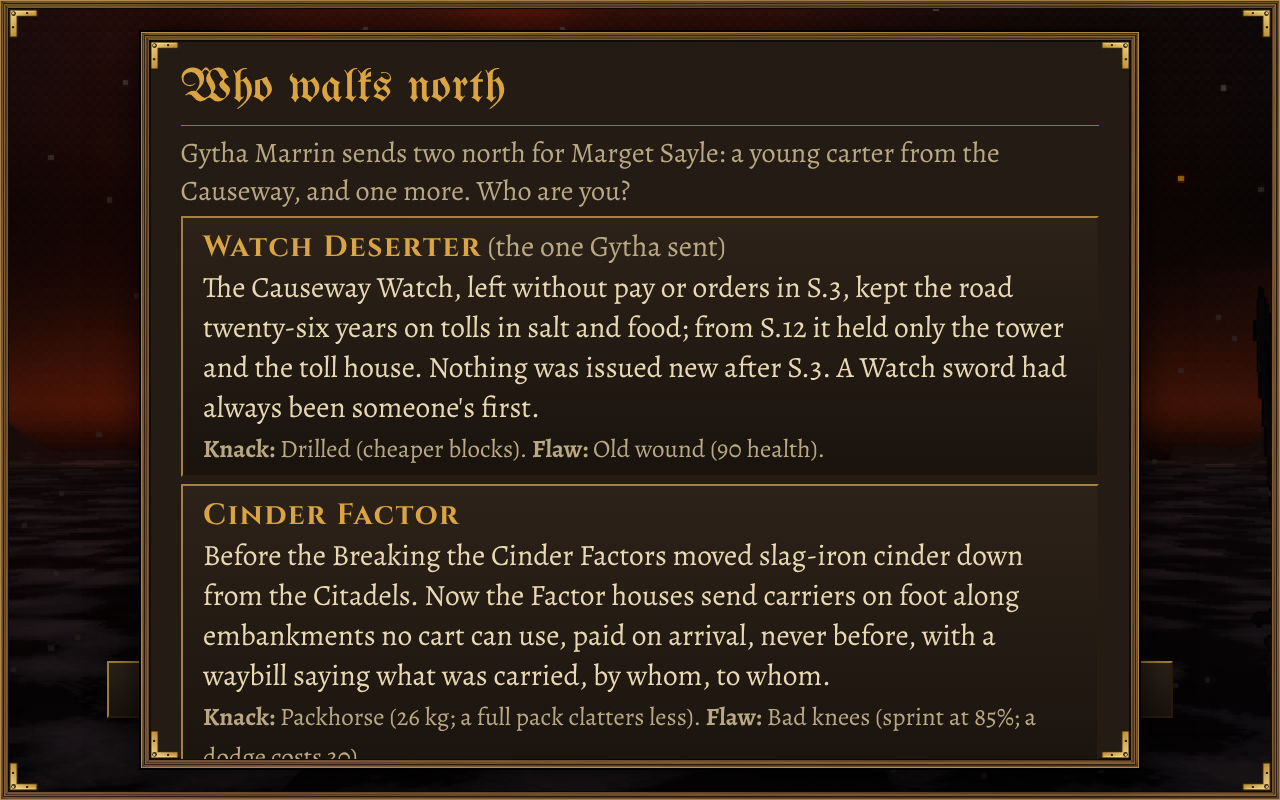 Who walks north
Gytha Marrin sends two north for Marget Sayle: a young carter from the
Causeway, and one more. Who are you?
Watch Deserter (the one Gytha sent)
The Causeway Watch, left without pay or orders in S.3, kept the road
twenty-six years on tolls in salt and food; from S.12 it held only the tower
and the toll house. Nothing was issued new after S.3. A Watch sword had
always been someone's first.
Knack: Drilled (cheaper blocks). Flaw: Old wound (90 health).
Cinder Factor
Before the Breaking the Cinder Factors moved slag-iron cinder down
from the Citadels. Now the Factor houses send carriers on foot along
embankments no cart can use, paid on arrival, never before, with a
waybill saying what was carried, by whom, to whom.
Knack: Packhorse (26 kg; a full pack clatters less). Flaw: Bad knees (sprint at 85%; a
dodge costs